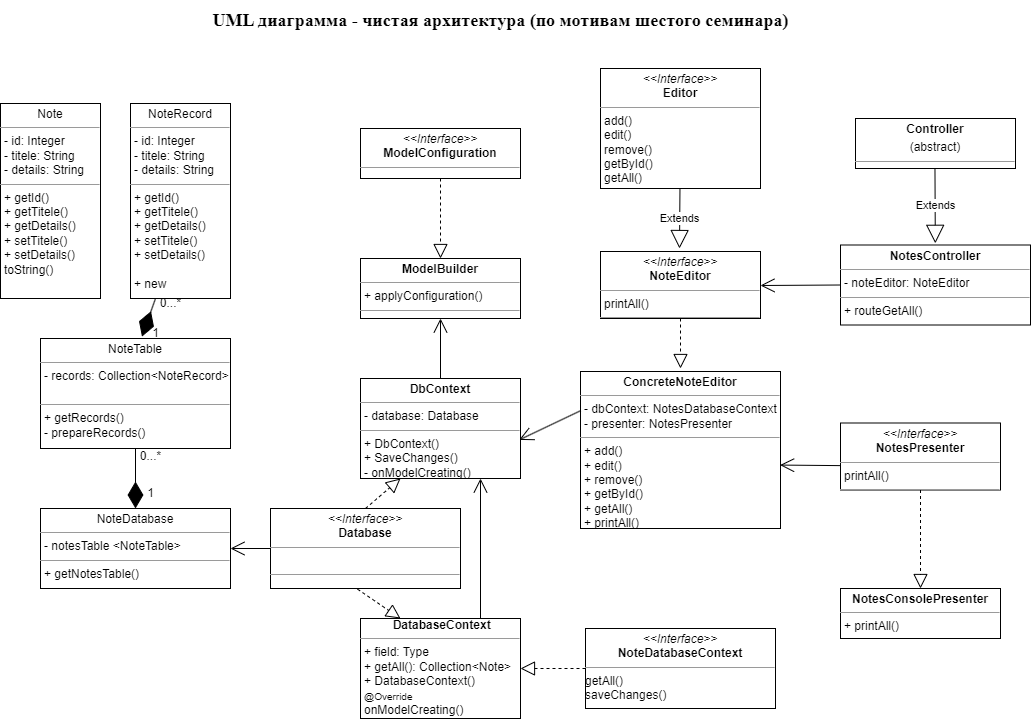 UML диаграмма - чистая архитектура (по мотивам шестого семинара)
Note
- id: Integer
- titele: String
- details: String
+ getId()
+ getTitele()
+ getDetails()
+ setTitele()
+ setDetails()
toString()
NoteRecord
- id: Integer
- titele: String
- details: String
+ getId()
+ getTitele()
+ getDetails()
+ setTitele()
+ setDetails()
+ new
0...*
1
NoteTable
- records: Collection<NoteRecord>
+ getRecords()
- prepareRecords()
0...*
1
NoteDatabase
- notesTable <NoteTable>
+ getNotesTable()
<<Interface>>
ModelConfiguration
ModelBuilder
+ applyConfiguration()
DbContext
- database: Database
+ DbContext()
+ SaveChanges()
- onModelCreating()
<<Interface>>
Database
DatabaseContext
+ field: Type
+ getAll(): Collection<Note>
+ DatabaseContext()
@Override
onModelCreating()
<<Interface>>
Editor
add()
edit()
remove()
getById()
getAll()
Extends
<<Interface>>
NoteEditor
printAll()
ConcreteNoteEditor
- dbContext: NotesDatabaseContext
- presenter: NotesPresenter
+ add()
+ edit()
+ remove()
+ getById()
+ getAll()
+ printAll()
<<Interface>>
NoteDatabaseContext
getAll()
saveChanges()
Controller
(abstract)
Extends
NotesController
- noteEditor: NoteEditor
+ routeGetAll()
<<Interface>>
NotesPresenter
printAll()
NotesConsolePresenter
+ printAll()